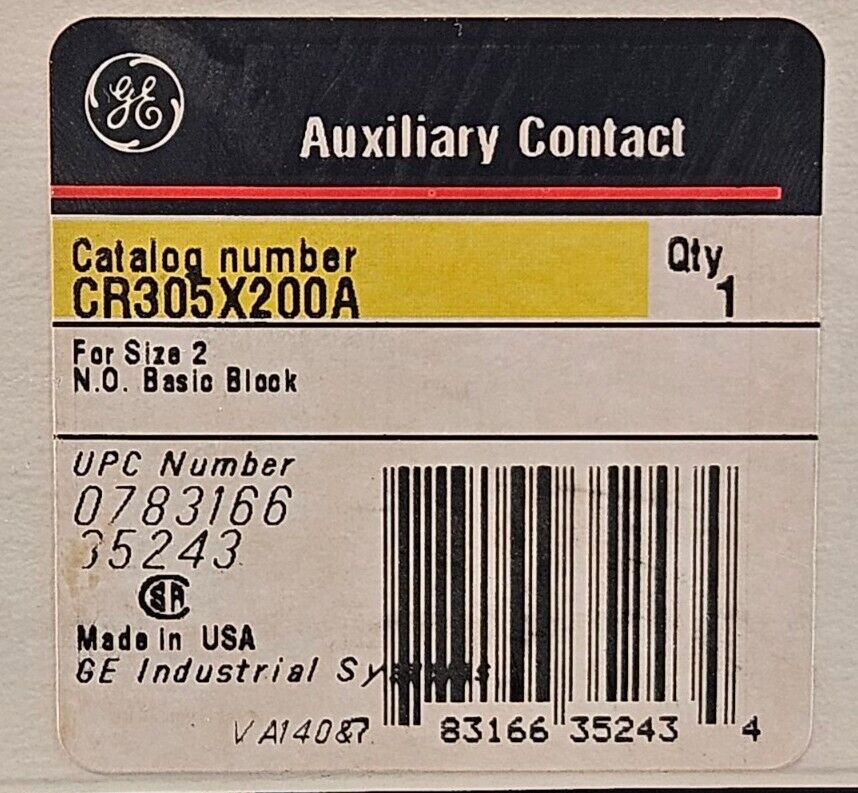 GE
Auxiliary Contact
Catalog number
CR305X200A
Qty
1
For Size 2
N.O. Basic Block
UPC Number
0783166
35243
Made in USA
GE Industrial Systems
83166 35243 4